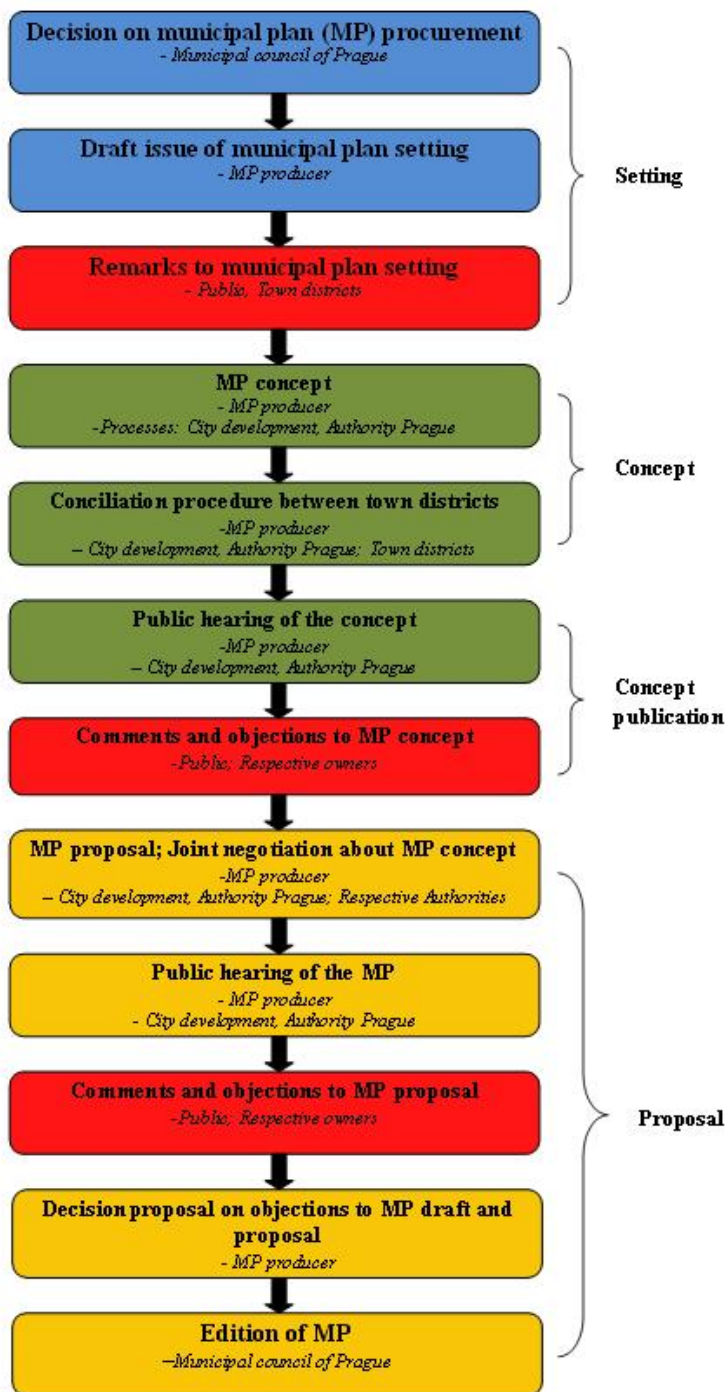 Decision on municipal plan (MP) procurement
- Municipal council of Prague
Draft issue of municipal plan setting
- MP producer
Remarks to municipal plan setting
- Public, Town districts
Setting
MP concept
- MP producer
-Processes: City development, Authority Prague
Conciliation procedure between town districts
-MP producer
– City development, Authority Prague; Town districts
Concept
Public hearing of the concept
-MP producer
– City development, Authority Prague
Comments and objections to MP concept
-Public; Respective owners
Concept
publication
MP proposal; Joint negotiation about MP concept
-MP producer
– City development, Authority Prague; Respective Authorities
Public hearing of the MP
- MP producer
- City development, Authority Prague
Comments and objections to MP proposal
-Public; Respective owners
Decision proposal on objections to MP draft and
proposal
- MP producer
Edition of MP
–Municipal council of Prague
Proposal